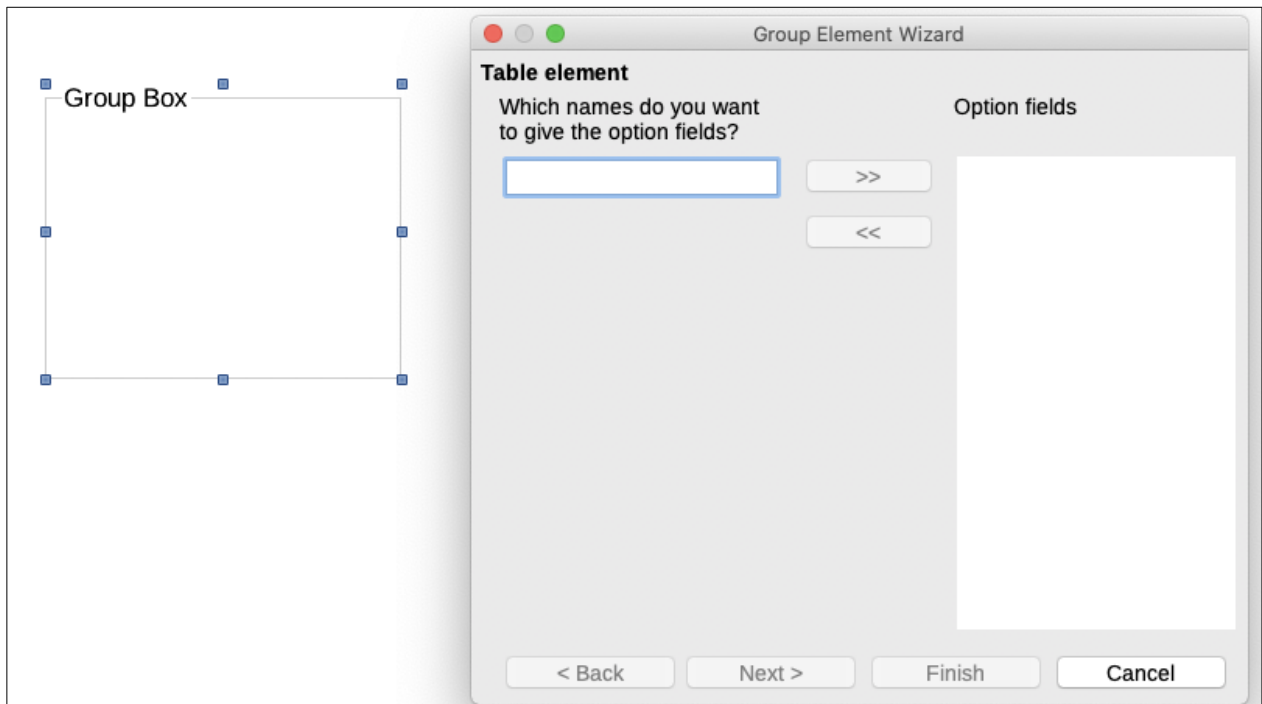 Group Box
Group Element Wizard
Table element
Which names do you want
to give the option fields?
Option fields
>>
<<
< Back
Next >
Finish
Cancel